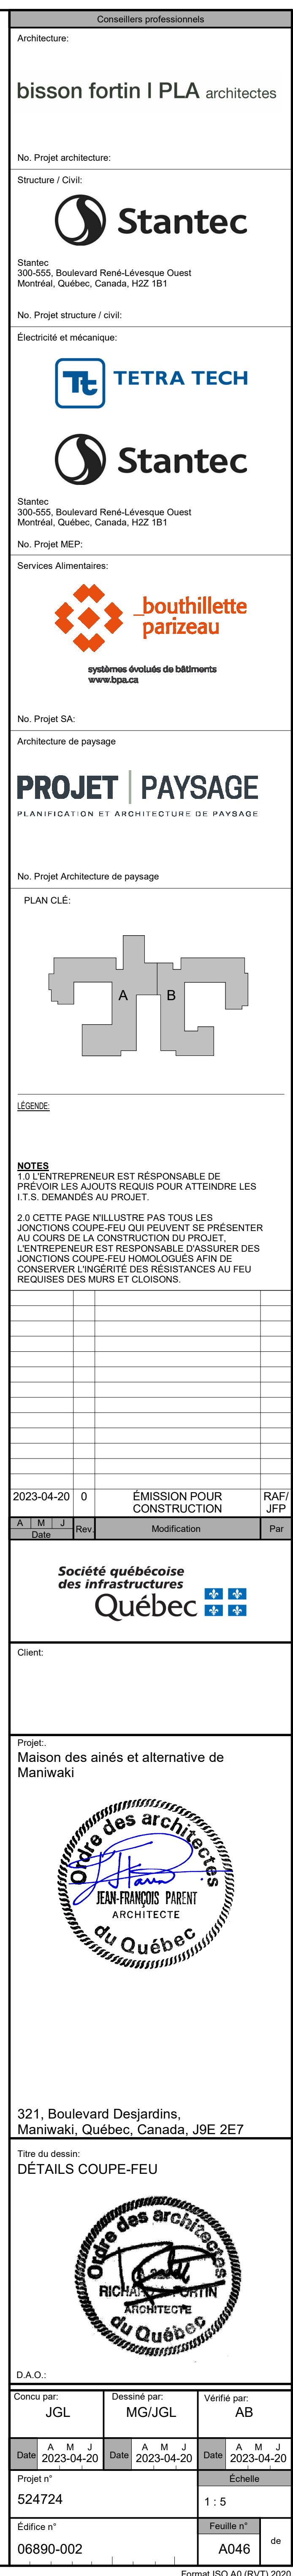 Conseillers professionnels
Architecture:
bisson fortin | PLA architectes
No. Projet architecture:
Structure / Civil:
Stantec
Stantec
300-555, Boulevard René-Lévesque Ouest
Montréal, Québec, Canada, H2Z 1B1
No. Projet structure / civil:
Électricité et mécanique:
Tt TETRA TECH
Stantec
Stantec
300-555, Boulevard René-Lévesque Ouest
Montréal, Québec, Canada, H2Z 1B1
No. Projet MEP:
Services Alimentaires:
_bouthillette
parizeau
systèmes évolués de bâtiments
www.bpa.ca
No. Projet SA:
Architecture de paysage
PROJET | PAYSAGE
PLANIFICATION ET ARCHITECTURE DE PAYSAGE
No. Projet Architecture de paysage
PLAN CLÉ:
A B
LÉGENDE:
NOTES
1.0 L'ENTREPRENEUR EST RÉSPONSABLE DE
PRÉVOIR LES AJOUTS REQUIS POUR ATTEINDRE LES
I.T.S. DEMANDÉS AU PROJET.
2.0 CETTE PAGE N'ILLUSTRE PAS TOUS LES
JONCTIONS COUPE-FEU QUI PEUVENT SE PRÉSENTER
AU COURS DE LA CONSTRUCTION DU PROJET,
L'ENTREPENEUR EST RESPONSABLE D'ASSURER DES
JONCTIONS COUPE-FEU HOMOLOGUÉS AFIN DE
CONSERVER L'INGÉRITÉ DES RÉSISTANCES AU FEU
REQUISES DES MURS ET CLOISONS.
2023-04-20 0 ÉMISSION POUR CONSTRUCTION RAF/ JFP
A M J
Date Rev. Modification Par
Société québécoise
des infrastructures
Québec
Client:
Projet:.
Maison des ainés et alternative de
Maniwaki
Ordre des architectes
JEAN-FRANÇOIS PARENT
ARCHITECTE
du Québec
321, Boulevard Desjardins,
Maniwaki, Québec, Canada, J9E 2E7
Titre du dessin:
DÉTAILS COUPE-FEU
Ordre des architectes
FORTIN
ARCHITECTE
du Québec
D.A.O.:
Concu par: Dessiné par: Vérifié par:
JGL MG/JGL AB
A M J A M J A M J
Date 2023-04-20 Date 2023-04-20 Date 2023-04-20
Projet n° Échelle
524724 1 : 5
Édifice n° Feuille n° de
06890-002 A046
Format ISO A0 (RVT) 2020